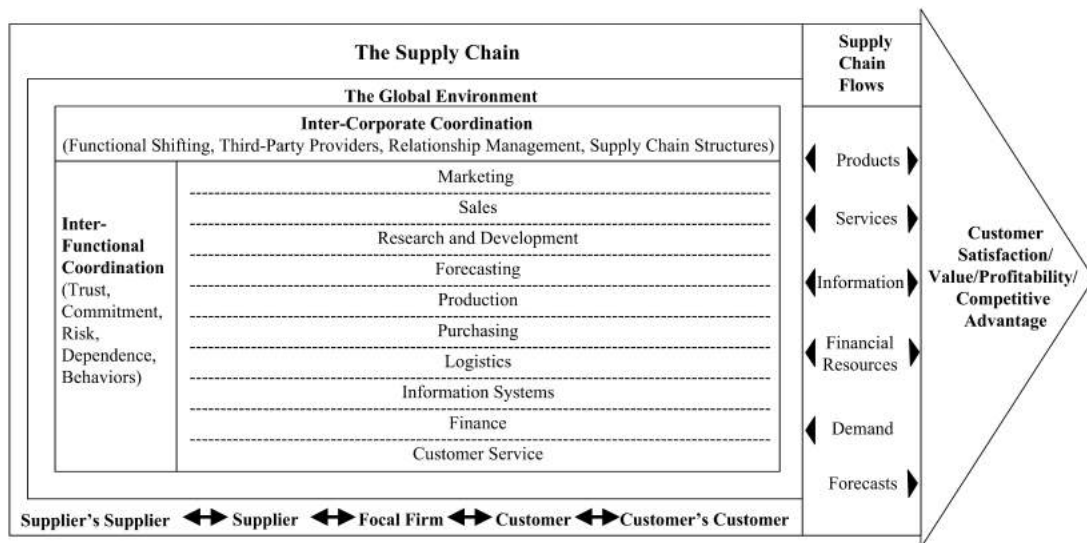 The Supply Chain
Supply
Chain
Flows
The Global Environment
Inter-Corporate Coordination
(Functional Shifting, Third-Party Providers, Relationship Management, Supply Chain Structures)
Inter-
Functional
Coordination
(Trust,
Commitment,
Risk,
Dependence,
Behaviors)
Marketing
Sales
Research and Development
Forecasting
Production
Purchasing
Logistics
Information Systems
Finance
Customer Service
Products
Services
Information
Financial
Resources
Demand
Forecasts
Customer
Satisfaction/
Value/Profitability/
Competitive
Advantage
Supplier's Supplier Supplier Focal Firm Customer Customer's Customer